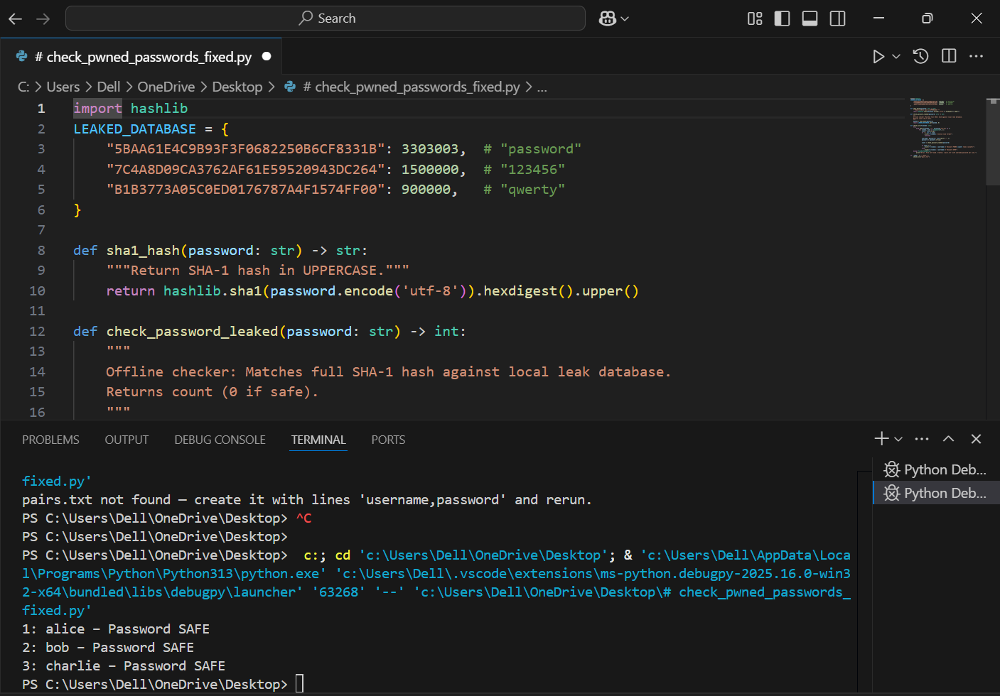 Search
# check_pwned_passwords_fixed.py
C: > Users > Dell > OneDrive > Desktop > # check_pwned_passwords_fixed.py > ...
1 import hashlib
2 LEAKED_DATABASE = {
3     "5BAA61E4C9B93F3F0682250B6CF8331B": 3303003,  # "password"
4     "7C4A8D09CA3762AF61E59520943DC264": 1500000,  # "123456"
5     "B1B3773A05C0ED0176787A4F1574FF00": 900000,   # "qwerty"
6 }
7
8 def sha1_hash(password: str) -> str:
9     """Return SHA-1 hash in UPPERCASE."""
10     return hashlib.sha1(password.encode('utf-8')).hexdigest().upper()
11
12 def check_password_leaked(password: str) -> int:
13     """
14     Offline checker: Matches full SHA-1 hash against local leak database.
15     Returns count (0 if safe).
16     """
PROBLEMS OUTPUT DEBUG CONSOLE TERMINAL PORTS
fixed.py'
pairs.txt not found — create it with lines 'username,password' and rerun.
PS C:\Users\Dell\OneDrive\Desktop> ^C
PS C:\Users\Dell\OneDrive\Desktop>
PS C:\Users\Dell\OneDrive\Desktop>  c:; cd 'c:\Users\Dell\OneDrive\Desktop'; & 'c:\Users\Dell\AppData\Loca
l\Programs\Python\Python313\python.exe' 'c:\Users\Dell\.vscode\extensions\ms-python.debugpy-2025.16.0-win3
2-x64\bundled\libs\debugpy\launcher' '63268' '--' 'c:\Users\Dell\OneDrive\Desktop\# check_pwned_passwords_
fixed.py'
1: alice – Password SAFE
2: bob – Password SAFE
3: charlie – Password SAFE
PS C:\Users\Dell\OneDrive\Desktop>
Python Deb...
Python Deb...